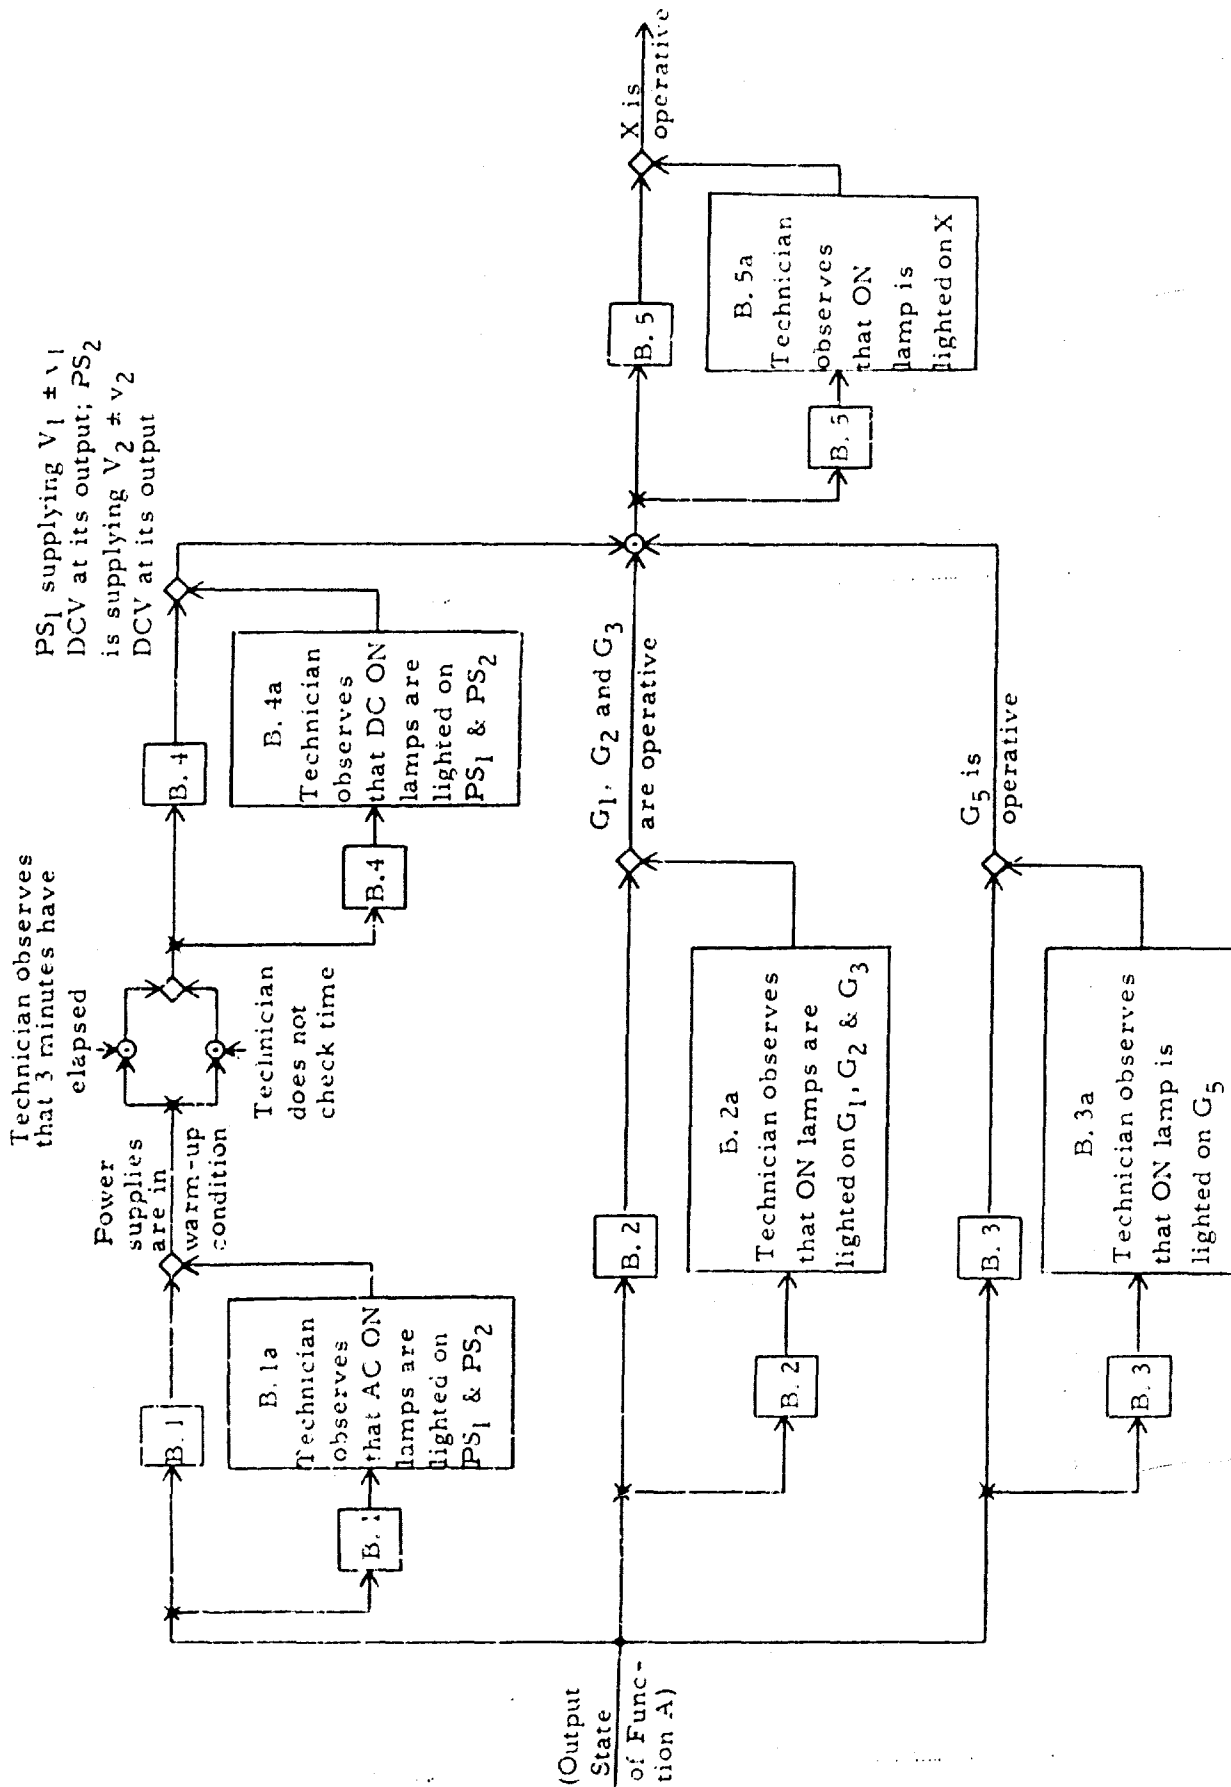 (Output
State
of Func-
tion A)
B. 1
B. 1
B. 1a
Technician
observes
that AC ON
lamps are
lighted on
PS1 & PS2
Power
supplies
are in
warm-up
condition
Technician observes
that 3 minutes have
elapsed
Technician
does not
check time
B. 4
B. 4
B. 4a
Technician
observes
that DC ON
lamps are
lighted on
PS1 & PS2
PS1 supplying V1 ± v1
DCV at its output; PS2
is supplying V2 ± v2
DCV at its output
B. 2
B. 2
B. 2a
Technician observes
that ON lamps are
lighted on G1, G2 & G3
G1, G2 and G3
are operative
B. 3
B. 3
B. 3a
Technician observes
that ON lamp is
lighted on G5
G5 is
operative
B. 5
B. 5
B. 5a
Technician
observes
that ON
lamp is
lighted on X
X is
operative